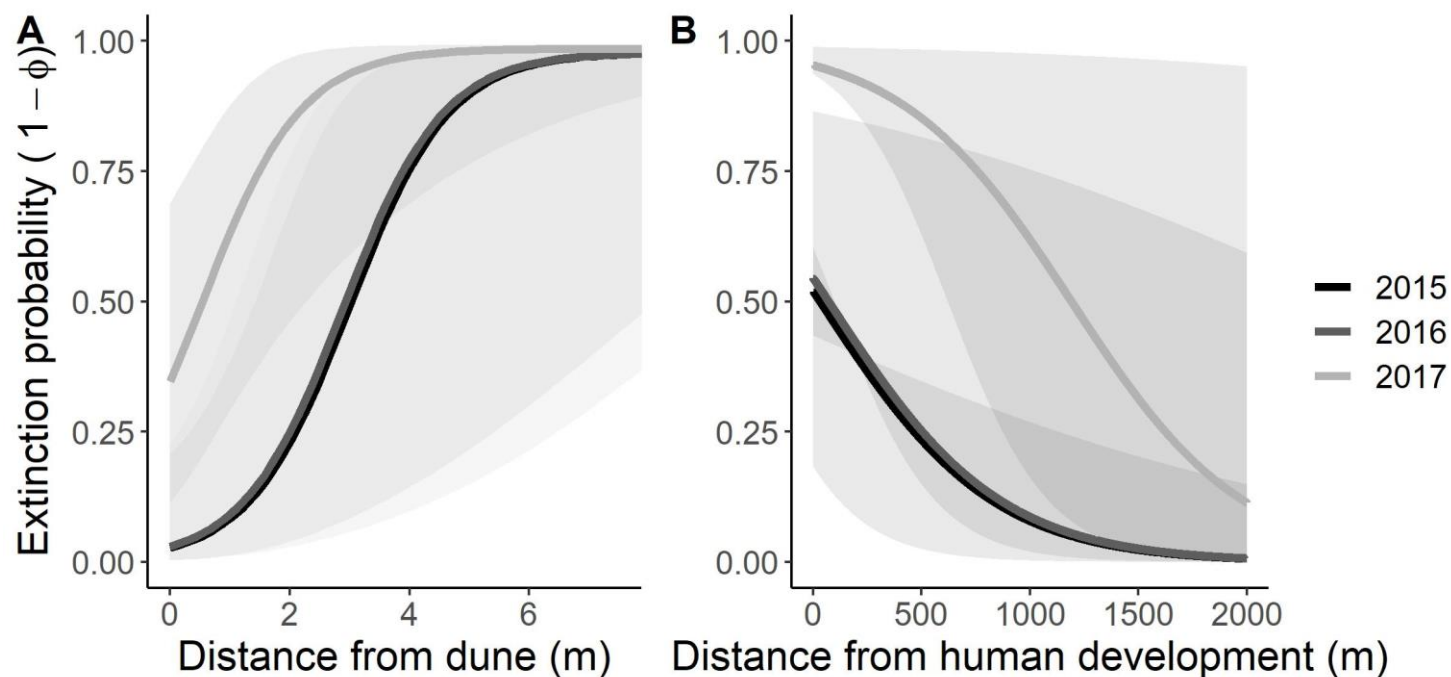 A
B
Extinction probability ( 1 − ϕ)
1.00
0.75
0.50
0.25
0.00
0 2 4 6
Distance from dune (m)
1.00
0.75
0.50
0.25
0.00
0 500 1000 1500 2000
Distance from human development (m)
2015
2016
2017